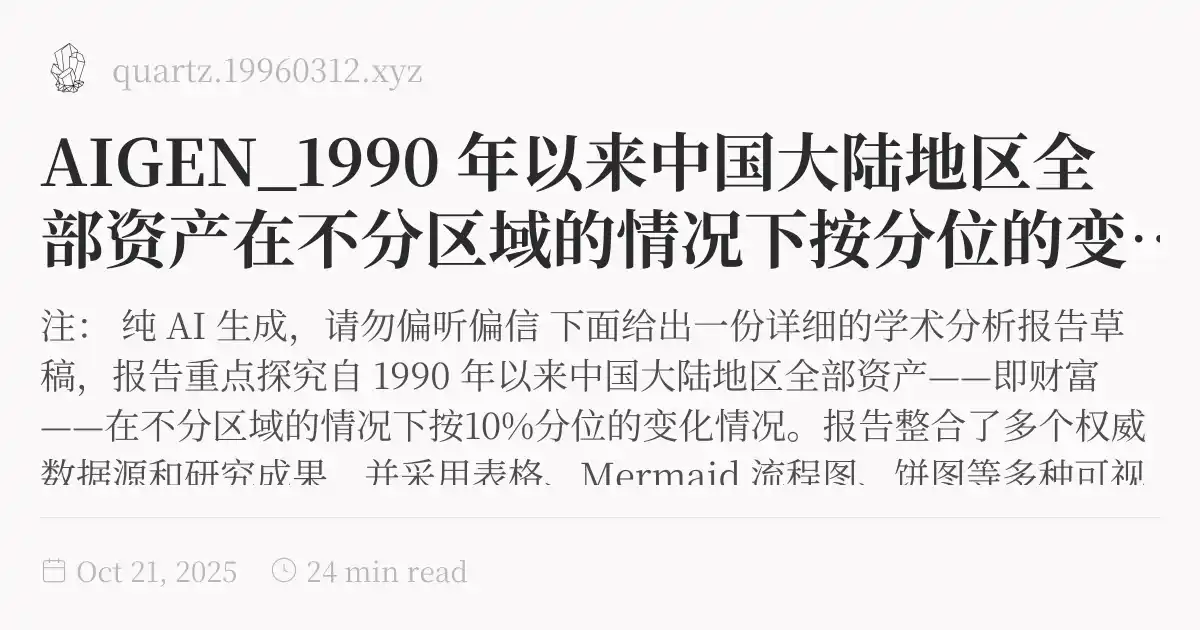 quartz.19960312.xyz
AIGEN_1990 年以来中国大陆地区全
部资产在不分区域的情况下按分位的变…
注： 纯 AI 生成，请勿偏听偏信 下面给出一份详细的学术分析报告草
稿，报告重点探究自 1990 年以来中国大陆地区全部资产——即财富
——在不分区域的情况下按10%分位的变化情况。报告整合了多个权威
数据源和研究成果，并采用表格、Mermaid 流程图、饼图等多种可视
Oct 21, 2025 24 min read